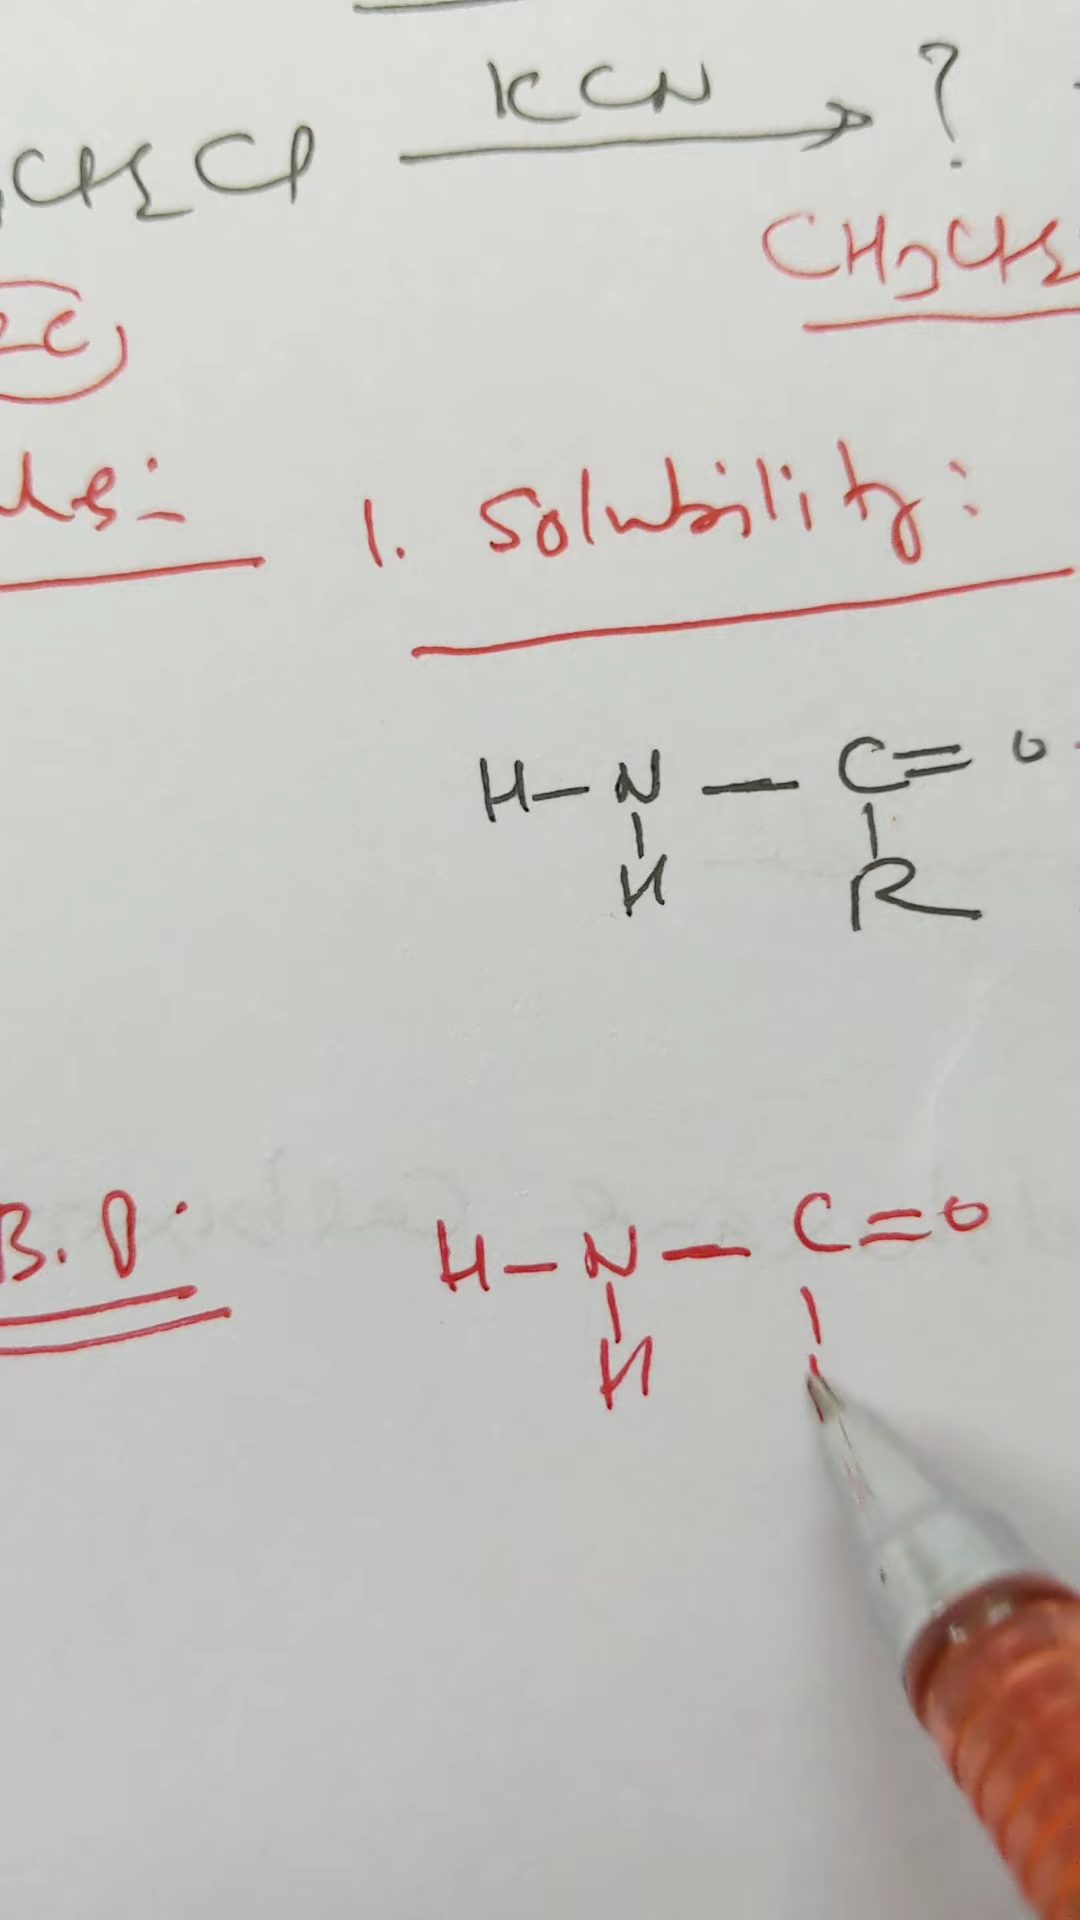 KCN
CH₂Cl ⟶ ?
CH₃CH₂
1. Solubility:
H–N—C=O
H R
B.P.
H–N—C=O
H